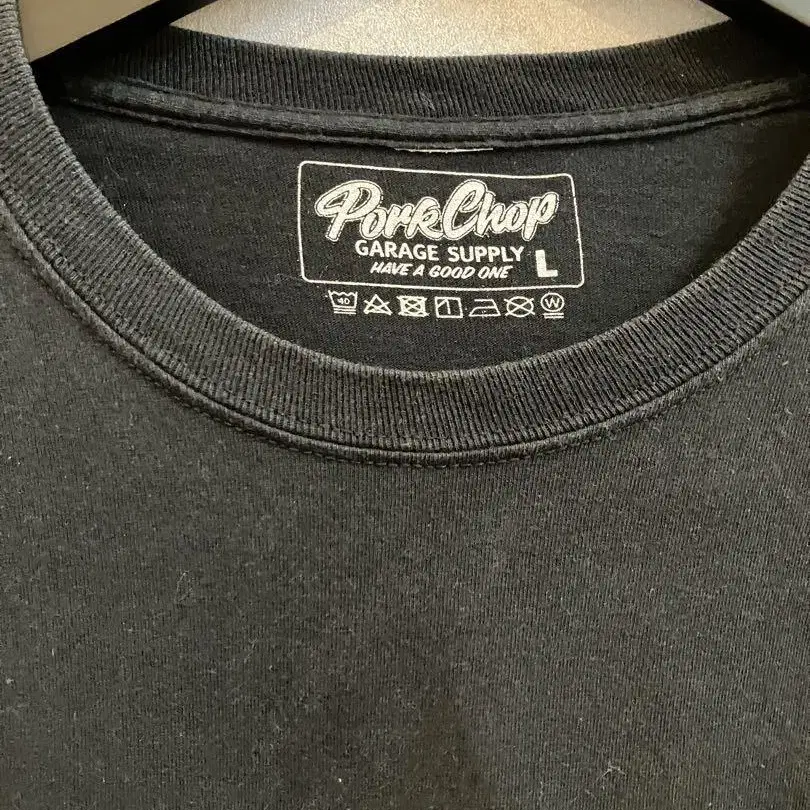 PorkChop
GARAGE SUPPLY
HAVE A GOOD ONE
L
40
W